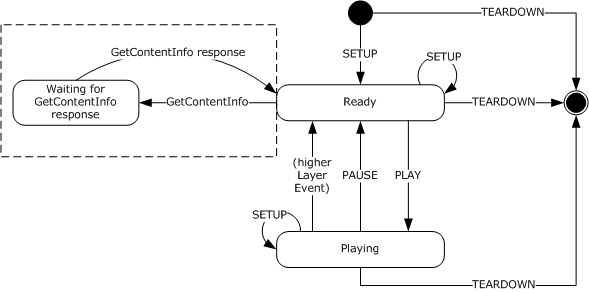 TEARDOWN
SETUP
GetContentInfo response
SETUP
Waiting for
GetContentInfo
response
GetContentInfo
Ready
TEARDOWN
(higher
Layer
Event)
PAUSE
PLAY
SETUP
Playing
TEARDOWN